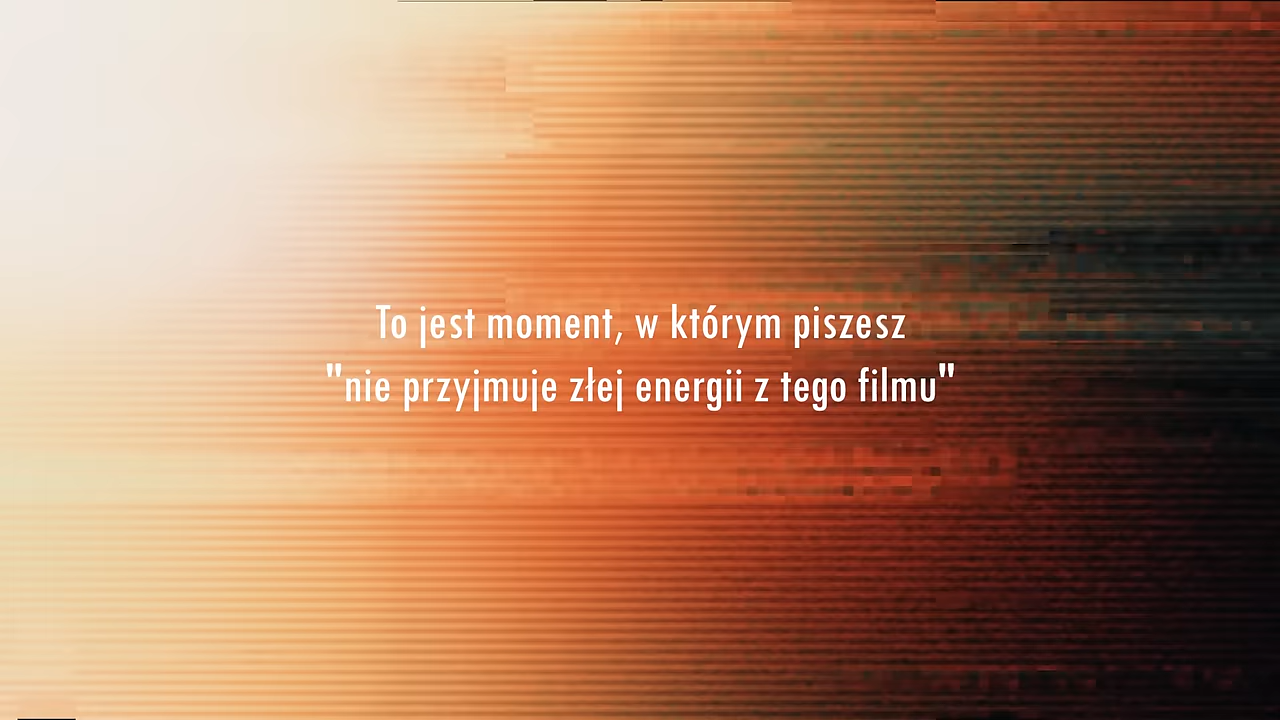 To jest moment, w którym piszesz
"nie przyjmuje złej energii z tego filmu"